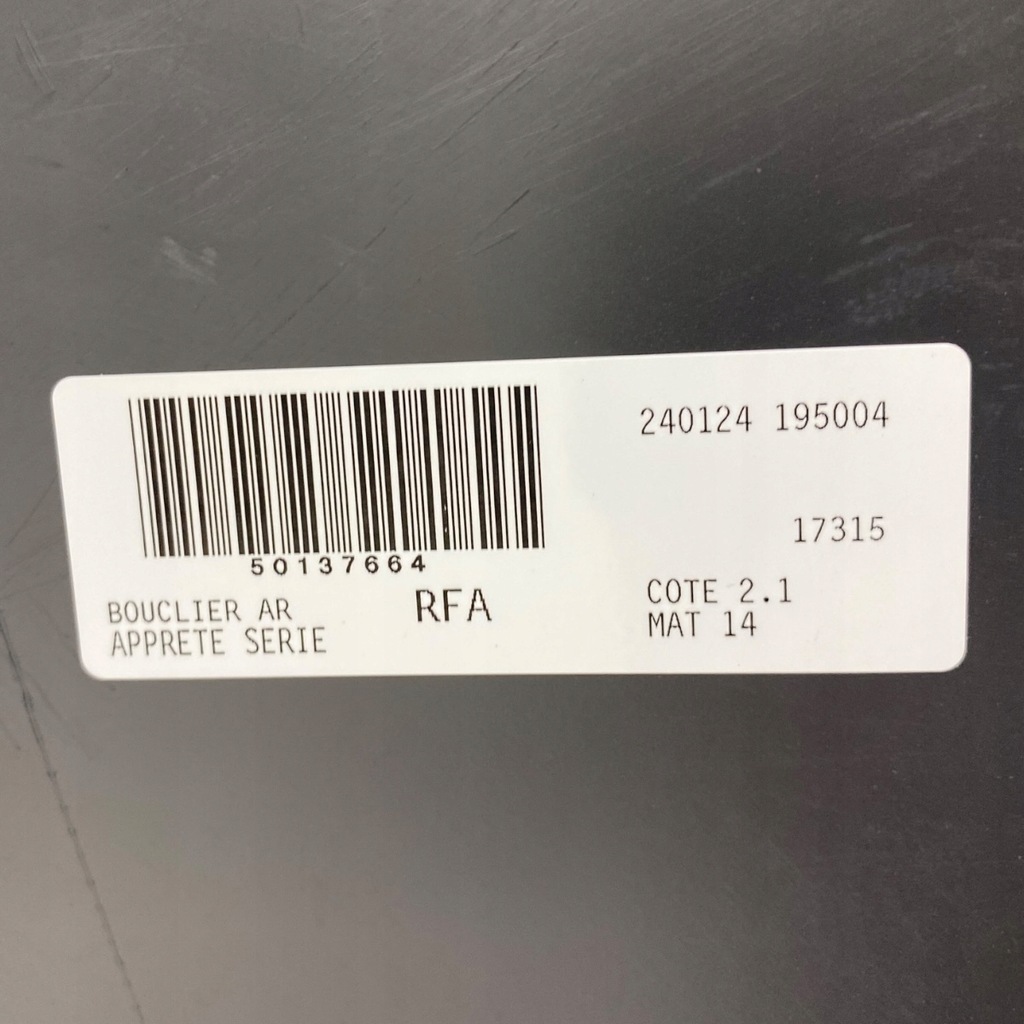 50137664
BOUCLIER AR
APPRETE SERIE
RFA
240124 195004
17315
COTE 2.1
MAT 14